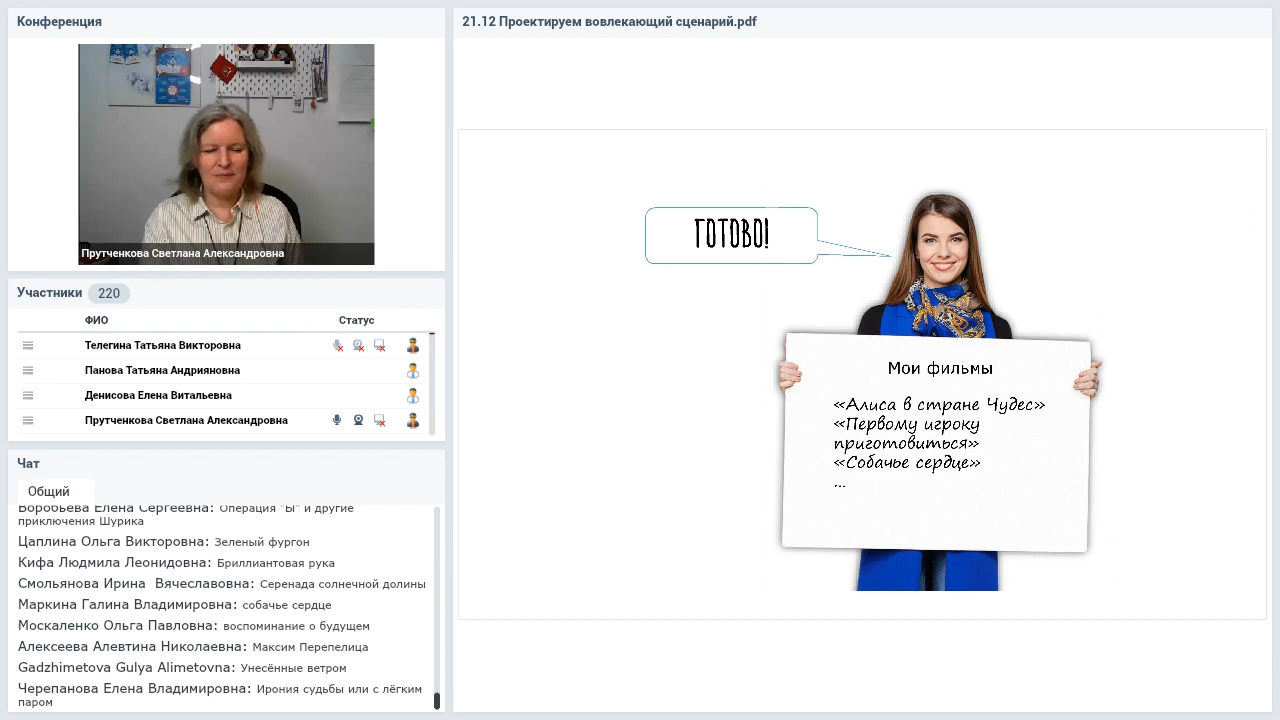 Конференция
Прутченкова Светлана Александровна
Участники 220
ФИО Статус
Телегина Татьяна Викторовна
Панова Татьяна Андрияновна
Денисова Елена Витальевна
Прутченкова Светлана Александровна
Чат
Общий
Воробьева Елена Сергеевна: Операция "Ы" и другие
приключения Шурика
Цаплина Ольга Викторовна: Зеленый фургон
Кифа Людмила Леонидовна: Бриллиантовая рука
Смольянова Ирина  Вячеславовна: Серенада солнечной долины
Маркина Галина Владимировна: собачье сердце
Москаленко Ольга Павловна: воспоминание о будущем
Алексеева Алевтина Николаевна: Максим Перепелица
Gadzhimetova Gulya Alimetovna: Унесённые ветром
Черепанова Елена Владимировна: Ирония судьбы или с лёгким
паром
21.12 Проектируем вовлекающий сценарий.pdf
ГОТОВО!
Мои фильмы
«Алиса в стране Чудес»
«Первому игроку
приготовиться»
«Собачье сердце»
...